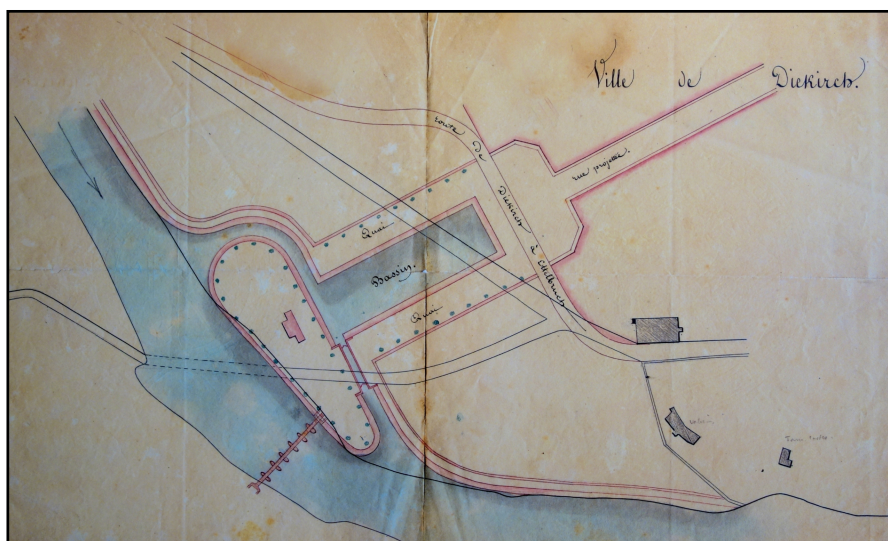 Ville de Diekirch.
route de Diekirch à Ettelbruck
rue projetée.
Quai
Bassin.
Quai